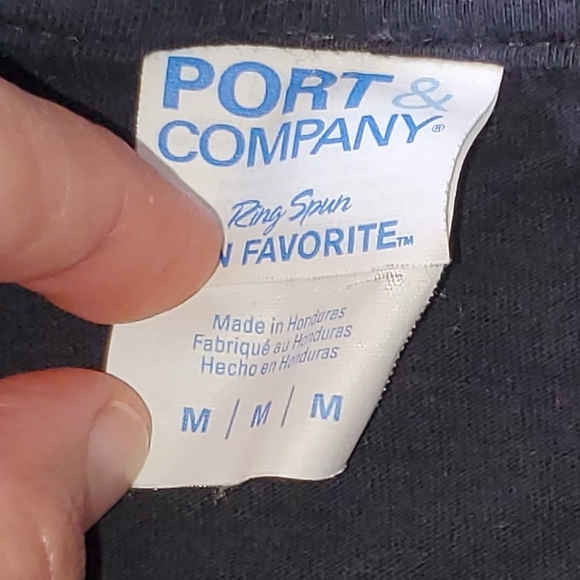 PORT &
COMPANY®
Ring Spun
FAVORITE™
Made in Honduras
Fabriqué au Honduras
Hecho en Honduras
M / M / M